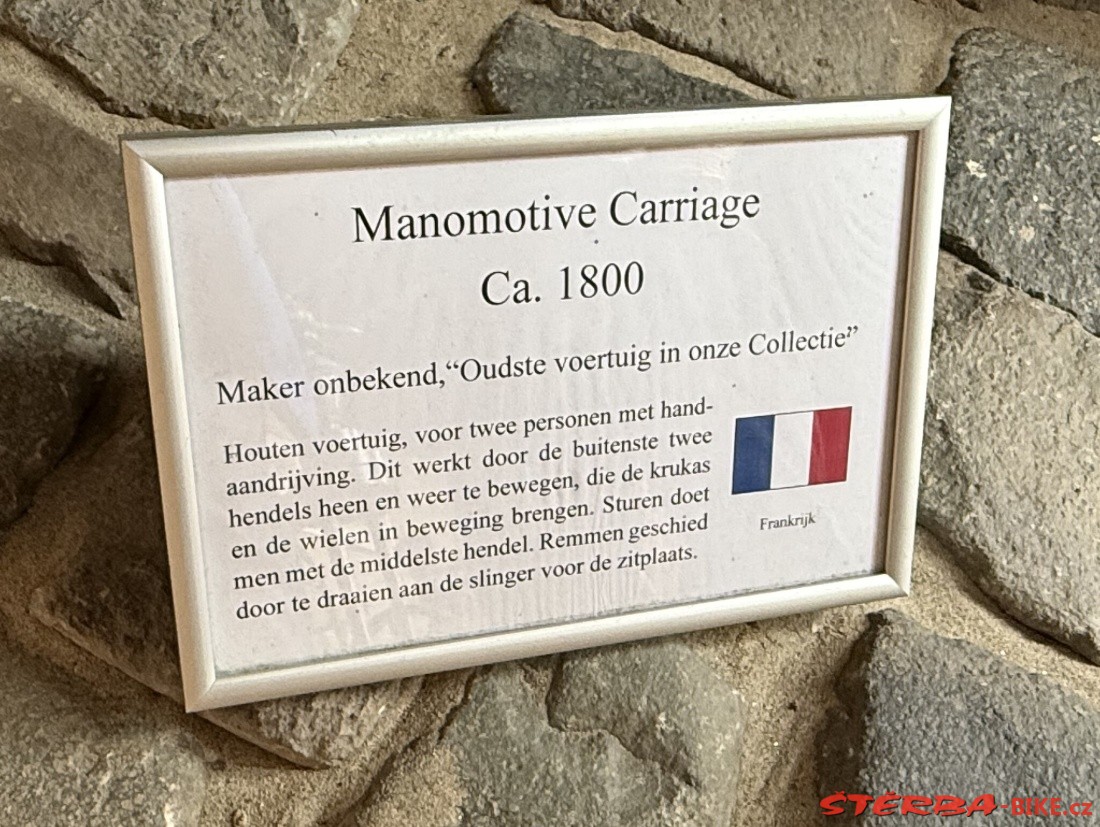 Manomotive Carriage
Ca. 1800
Maker onbekend,“Oudste voertuig in onze Collectie”
Houten voertuig, voor twee personen met hand-
aandrijving. Dit werkt door de buitenste twee
hendels heen en weer te bewegen, die de krukas
en de wielen in beweging brengen. Sturen doet
men met de middelste hendel. Remmen geschied
door te draaien aan de slinger voor de zitplaats.
Frankrijk
ŠTĚRBA-BIKE.cz